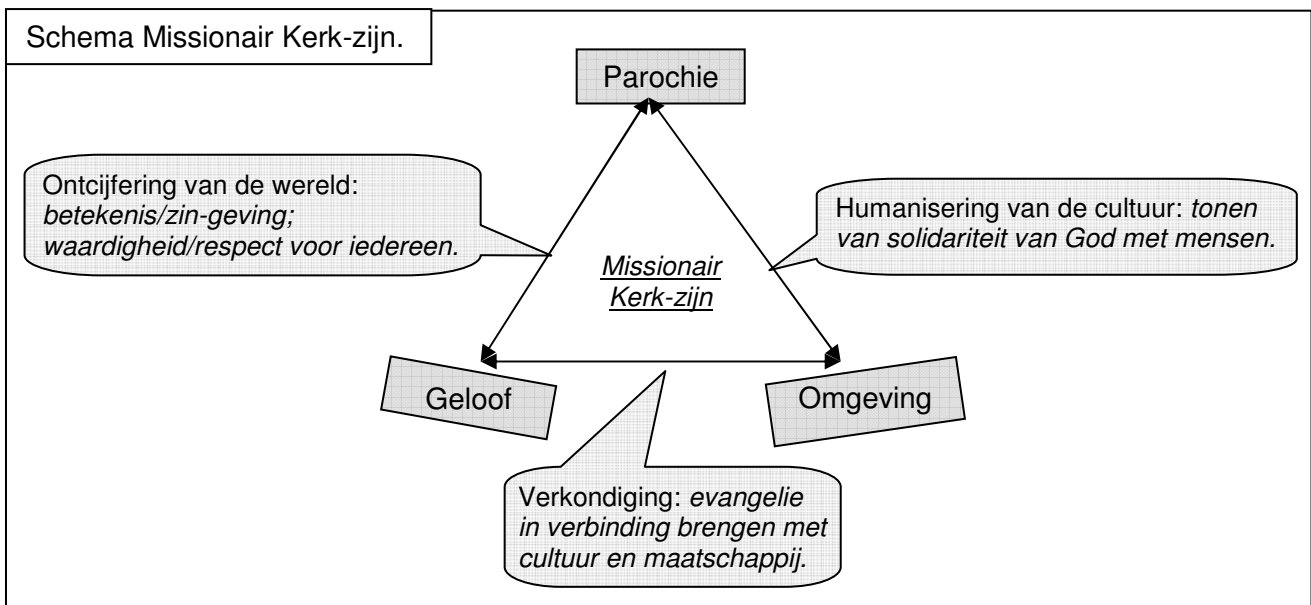 Schema Missionair Kerk-zijn.
Parochie
Ontcijfering van de wereld:
betekenis/zin-geving;
waardigheid/respect voor iedereen.
Humanisering van de cultuur: tonen
van solidariteit van God met mensen.
Missionair
Kerk-zijn
Geloof
Omgeving
Verkondiging: evangelie
in verbinding brengen met
cultuur en maatschappij.